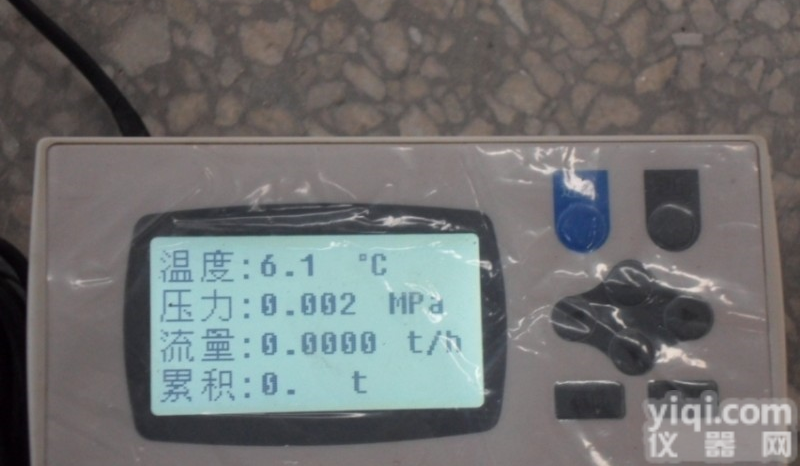 温度:6.1 ℃
压力:0.002 MPa
流量:0.0000 t/h
累积:0. t
yiqi.com
仪器网